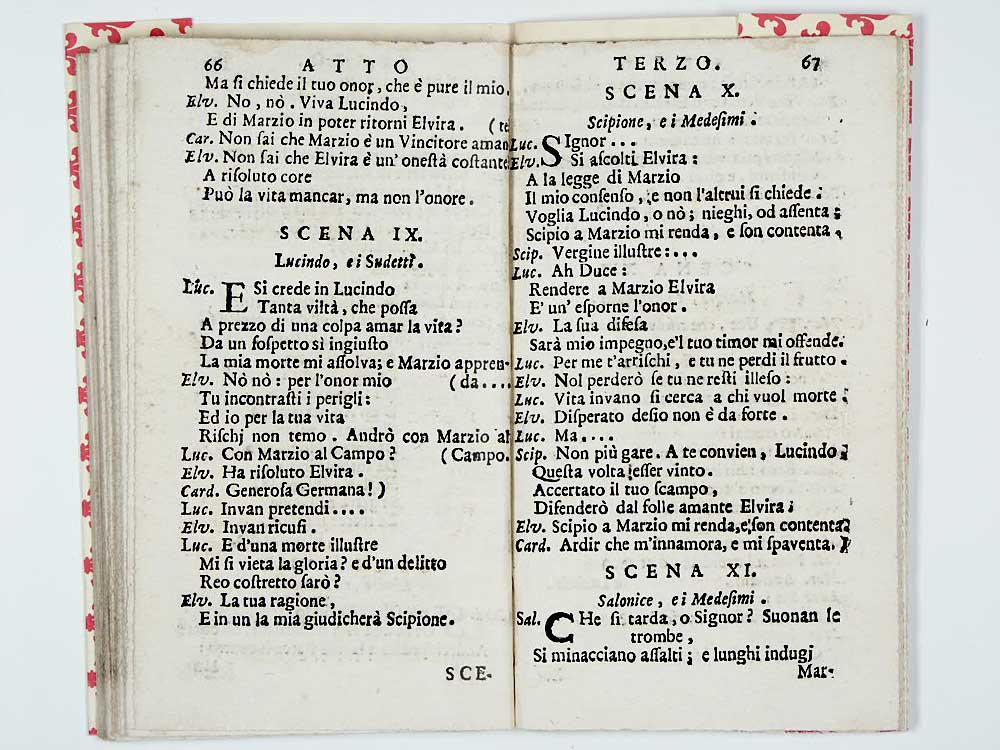 66 ATTO
Ma si chiede il tuo onor, che è pure il mio.
Elv. No, nò. Viva Lucindo,
E di Marzio in poter ritorni Elvira. (te
Car. Non sai che Marzio è un Vincitore aman
Elv. Non sai che Elvira è un' onestà costante
A risoluto core
Può la vita mancar, ma non l'onore.
SCENA IX.
Lucindo, e i Sudetti.
Luc. E Si crede in Lucindo
Tanta viltà, che possa
A prezzo di una colpa amar la vita?
Da un sospetto sì ingiusto
La mia morte mi assolva; e Marzio appren-
Elv. Nò nò: per l'onor mio (da....
Tu incontrasti i perigli:
Ed io per la tua vita
Rischj non temo. Andrò con Marzio al
Luc. Con Marzio al Campo? (Campo.
Elv. Ha risoluto Elvira.
Card. Generosa Germana!)
Luc. Invan pretendi....
Elv. Invan ricusi.
Luc. E d'una morte illustre
Mi si vieta la gloria? e d'un delitto
Reo costretto sarò?
Elv. La tua ragione,
E in un la mia giudicherà Scipione.
SCE-
TERZO. 67
SCENA X.
Scipione, e i Medesimi.
Luc. SIgnor...
Elv. Si ascolti Elvira:
A la legge di Marzio
Il mio consenso, e non l'altrui si chiede:
Voglia Lucindo, o nò; nieghi, od assenta;
Scipio a Marzio mi renda, e son contenta.
Scip. Vergine illustre:...
Luc. Ah Duce:
Rendere a Marzio Elvira
E' un' esporne l'onor.
Elv. La sua difesa
Sarà mio impegno, e'l tuo timor mi offende.
Luc. Per me t'arrischi, e tu ne perdi il frutto.
Elv. Nol perderò se tu ne resti illeso:
Luc. Vita invano si cerca a chi vuol morte:
Elv. Disperato desio non è da forte.
Luc. Ma....
Scip. Non più gare. A te convien, Lucindo,
Questa volta esser vinto.
Accertato il tuo scampo,
Difenderò dal folle amante Elvira;
Elv. Scipio a Marzio mi renda, e son contenta.
Card. Ardir che m'innamora, e mi spaventa.)
SCENA XI.
Salonice, e i Medesimi.
Sal. CHe si tarda, o Signor? Suonan le
trombe,
Si minacciano assalti; e lunghi indugj
Mar-